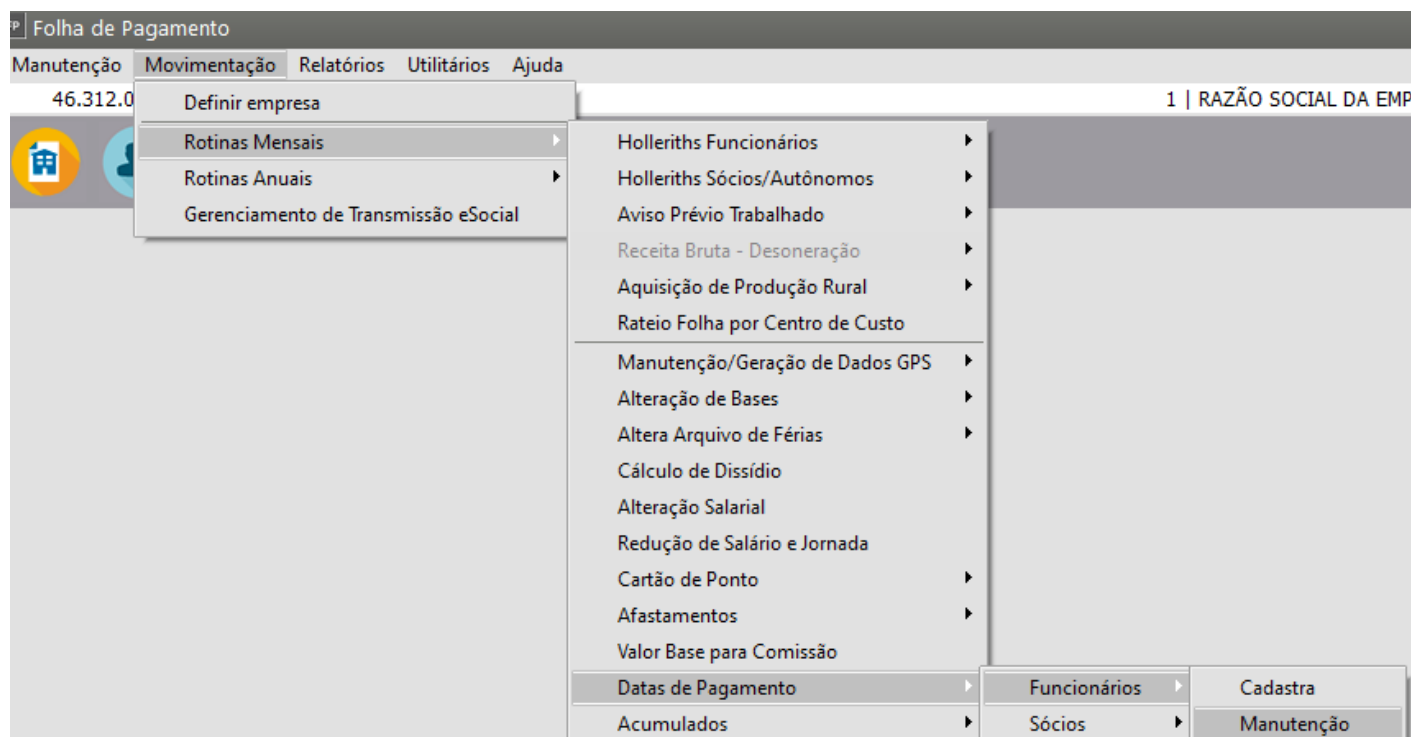 Folha de Pagamento
Manutenção Movimentação Relatórios Utilitários Ajuda
46.312.0 1 | RAZÃO SOCIAL DA EMP
Definir empresa
Rotinas Mensais
Rotinas Anuais
Gerenciamento de Transmissão eSocial
Holleriths Funcionários
Holleriths Sócios/Autônomos
Aviso Prévio Trabalhado
Receita Bruta - Desoneração
Aquisição de Produção Rural
Rateio Folha por Centro de Custo
Manutenção/Geração de Dados GPS
Alteração de Bases
Altera Arquivo de Férias
Cálculo de Dissídio
Alteração Salarial
Redução de Salário e Jornada
Cartão de Ponto
Afastamentos
Valor Base para Comissão
Datas de Pagamento
Acumulados
Funcionários
Sócios
Cadastra
Manutenção